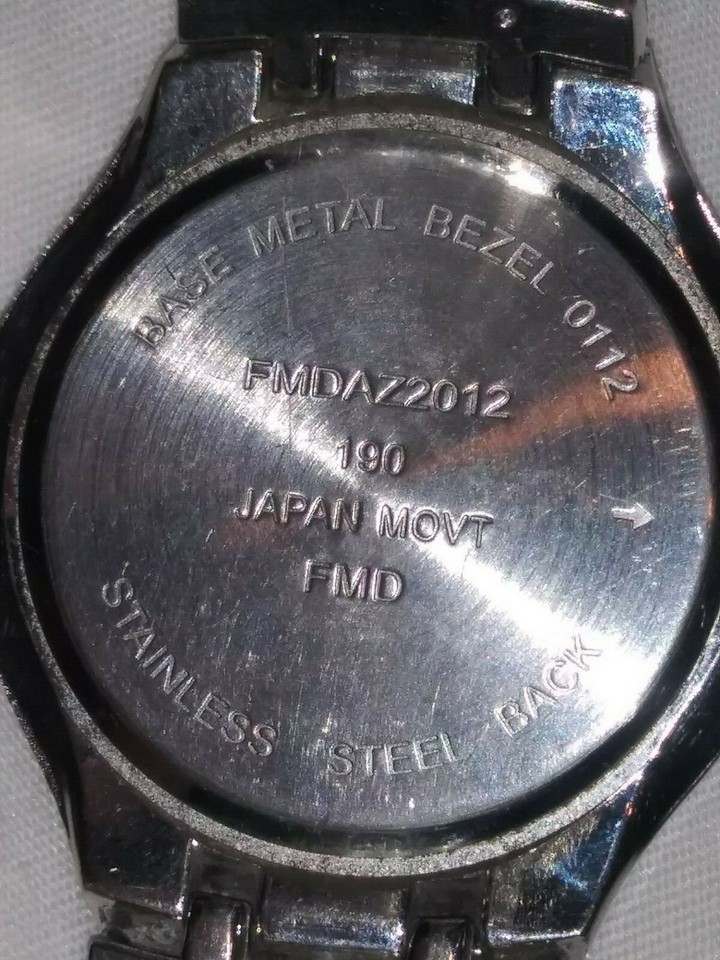 BASE METAL BEZEL 0112
FMDAZ2012
190
JAPAN MOVT
FMD
STAINLESS STEEL BACK